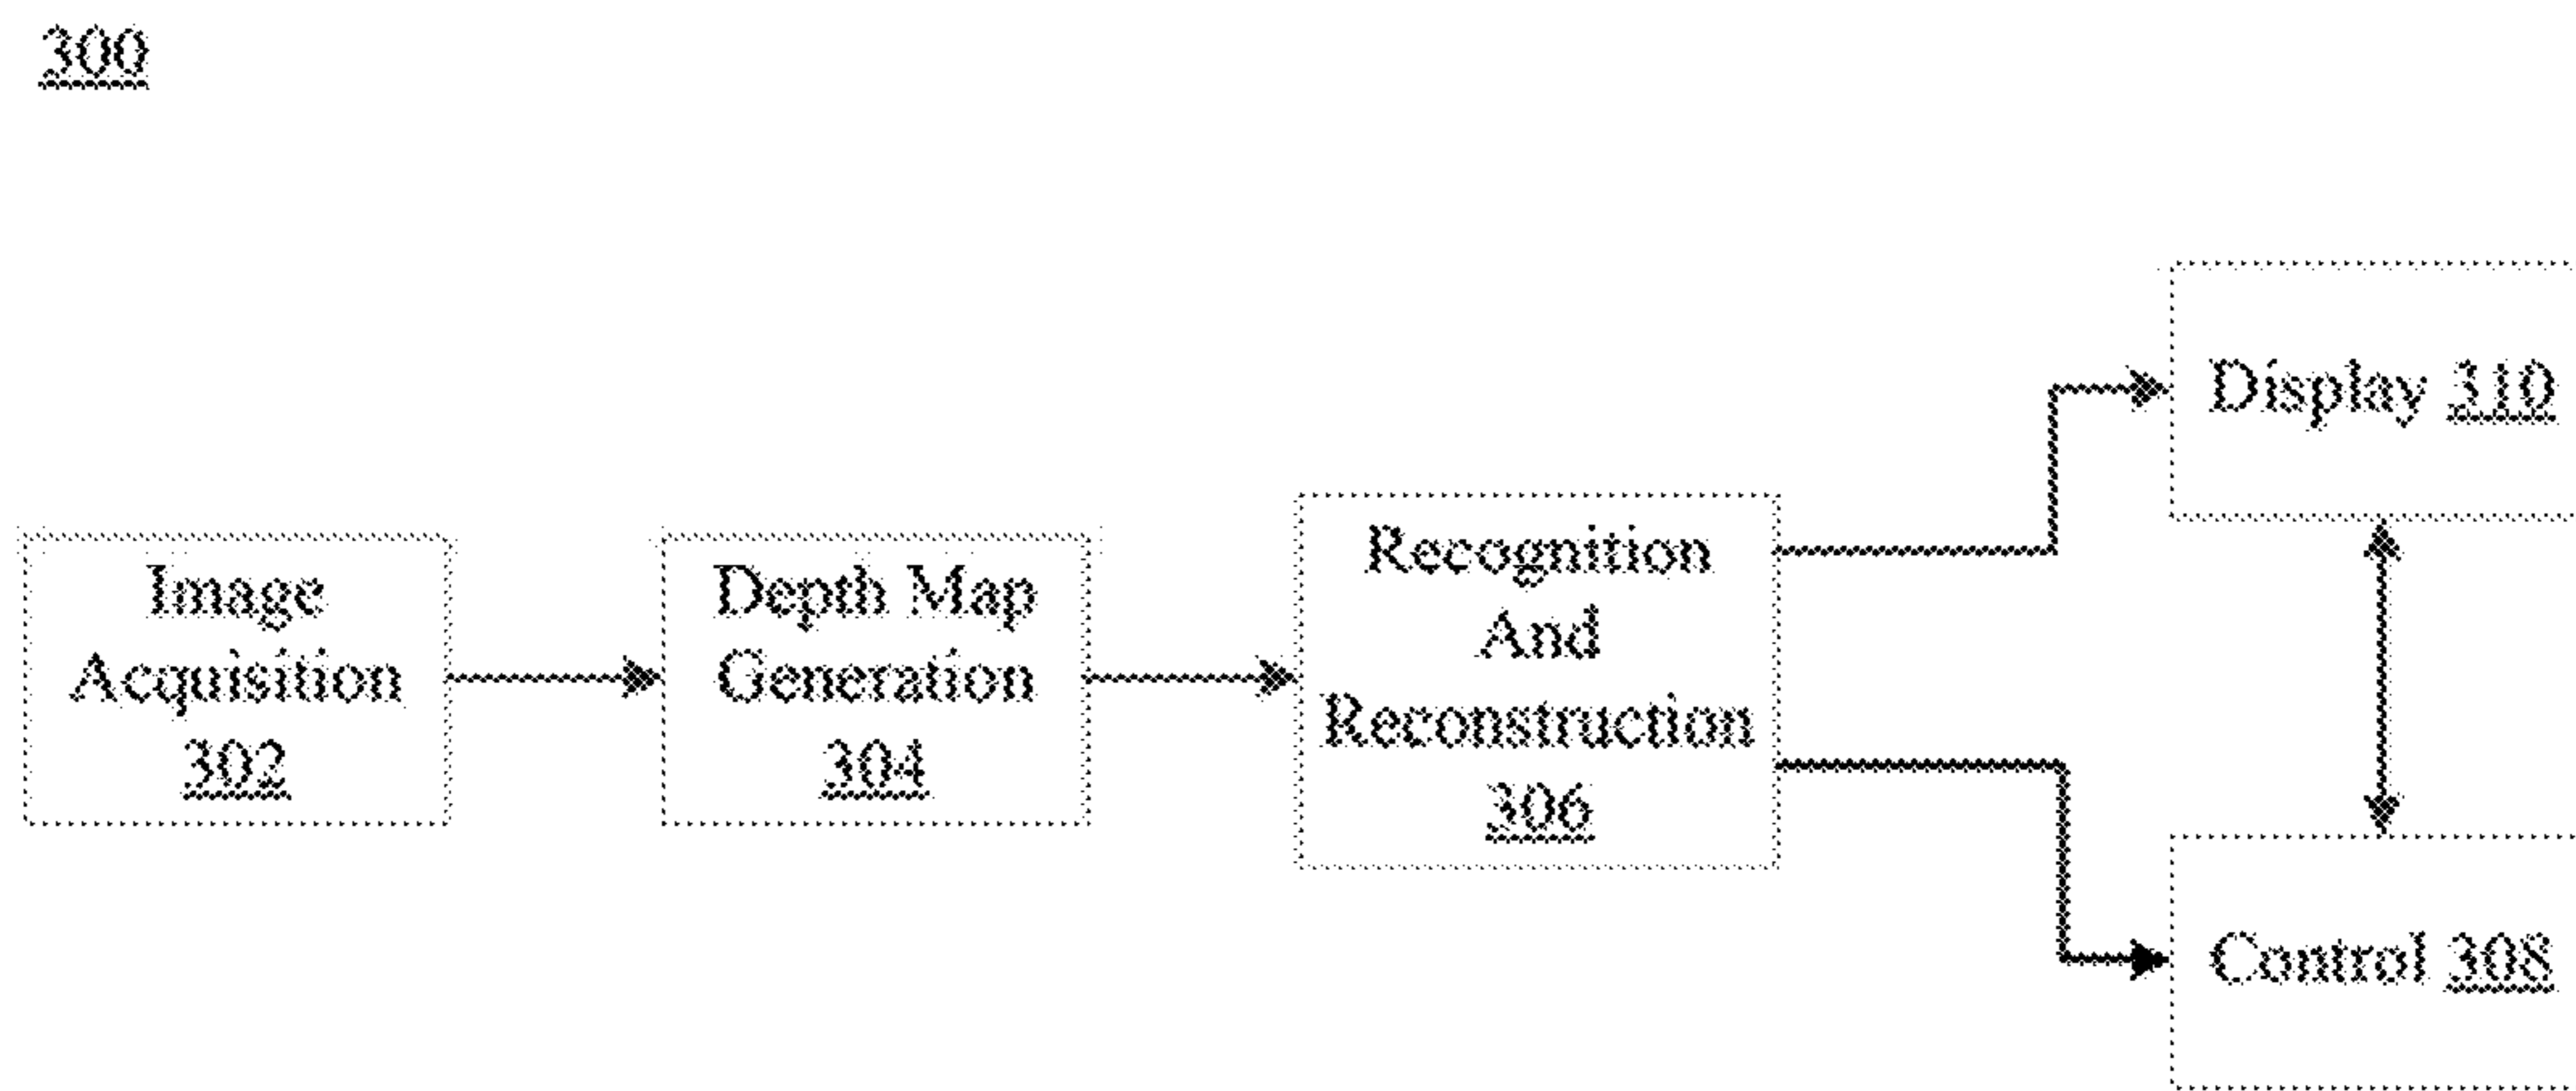 300
Image
Acquisition
302
Depth Map
Generation
304
Recognition
And
Reconstruction
306
Display 310
Control 308